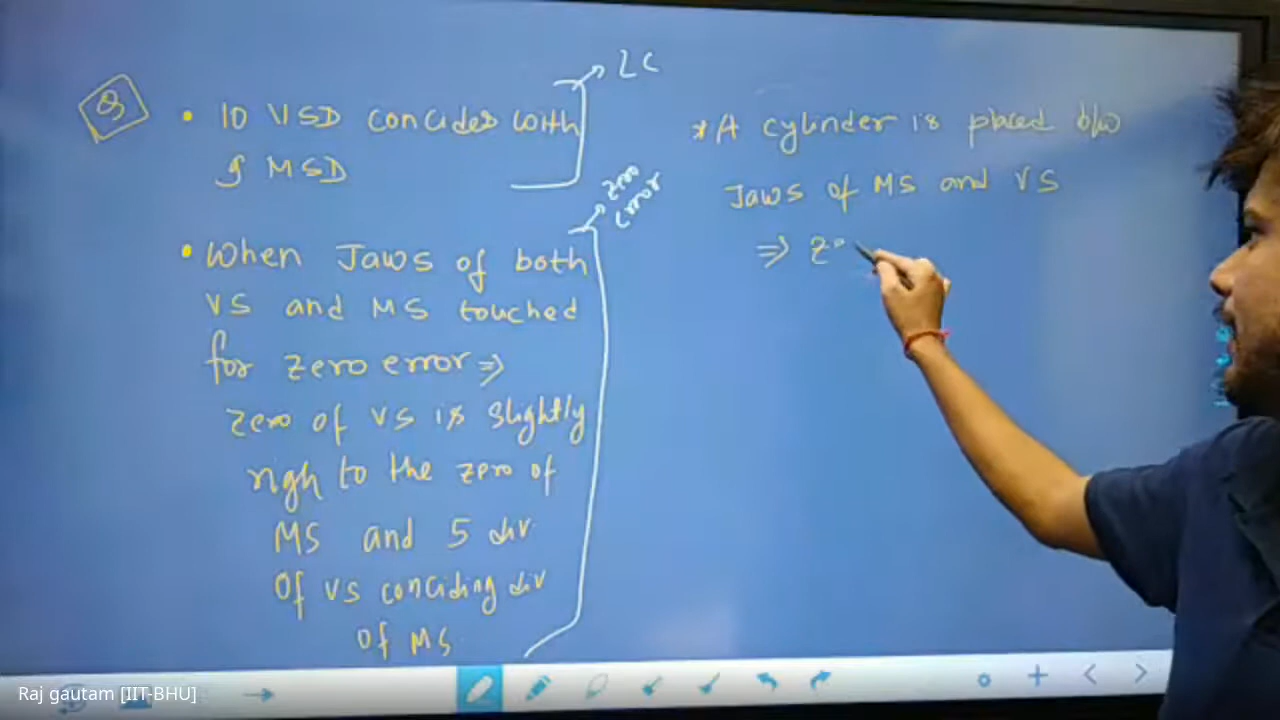 Q
• 10 VSD concides with
9 MSD
→ LC
• When Jaws of both
VS and MS touched
for zero error ⇒
zero of VS is slightly
righ to the zero of
MS and 5 div.
of VS conciding div
of MS
→ zero
error
* A cylinder is placed b/w
Jaws of MS and VS
⇒ ze
Raj gautam [IIT-BHU]